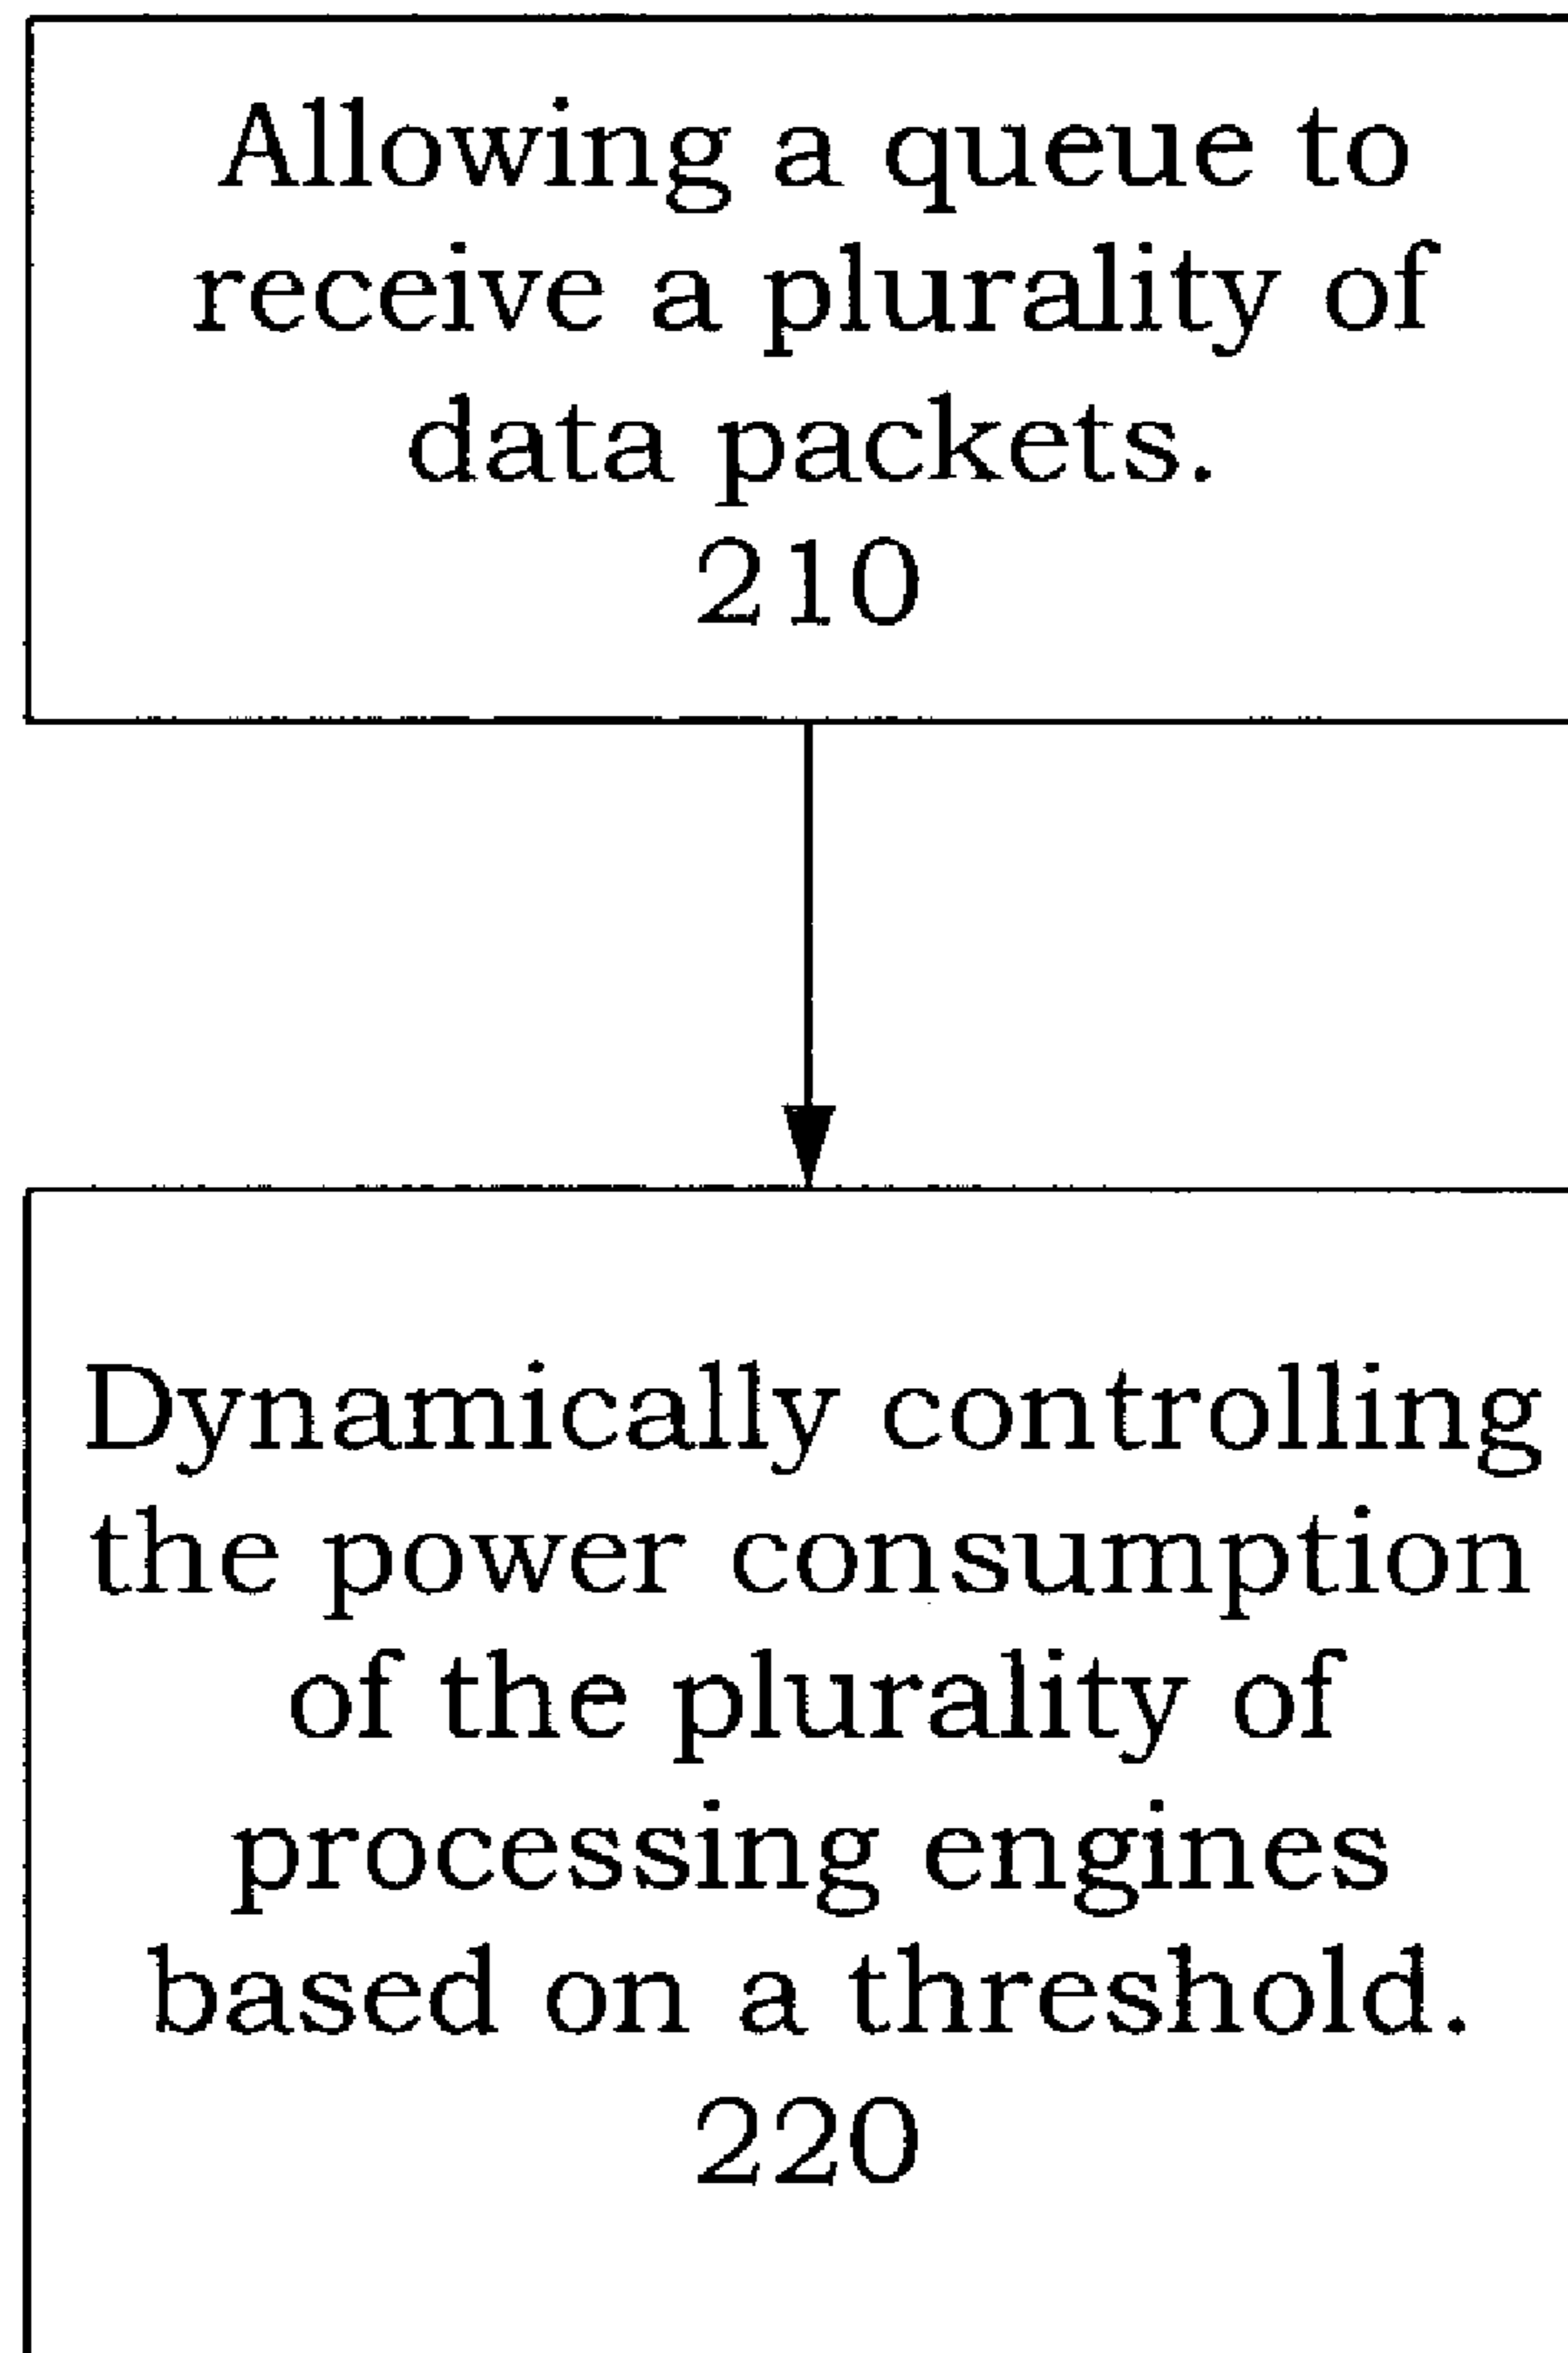 Allowing a queue to
receive a plurality of
data packets.
210
Dynamically controlling
the power consumption
of the plurality of
processing engines
based on a threshold.
220